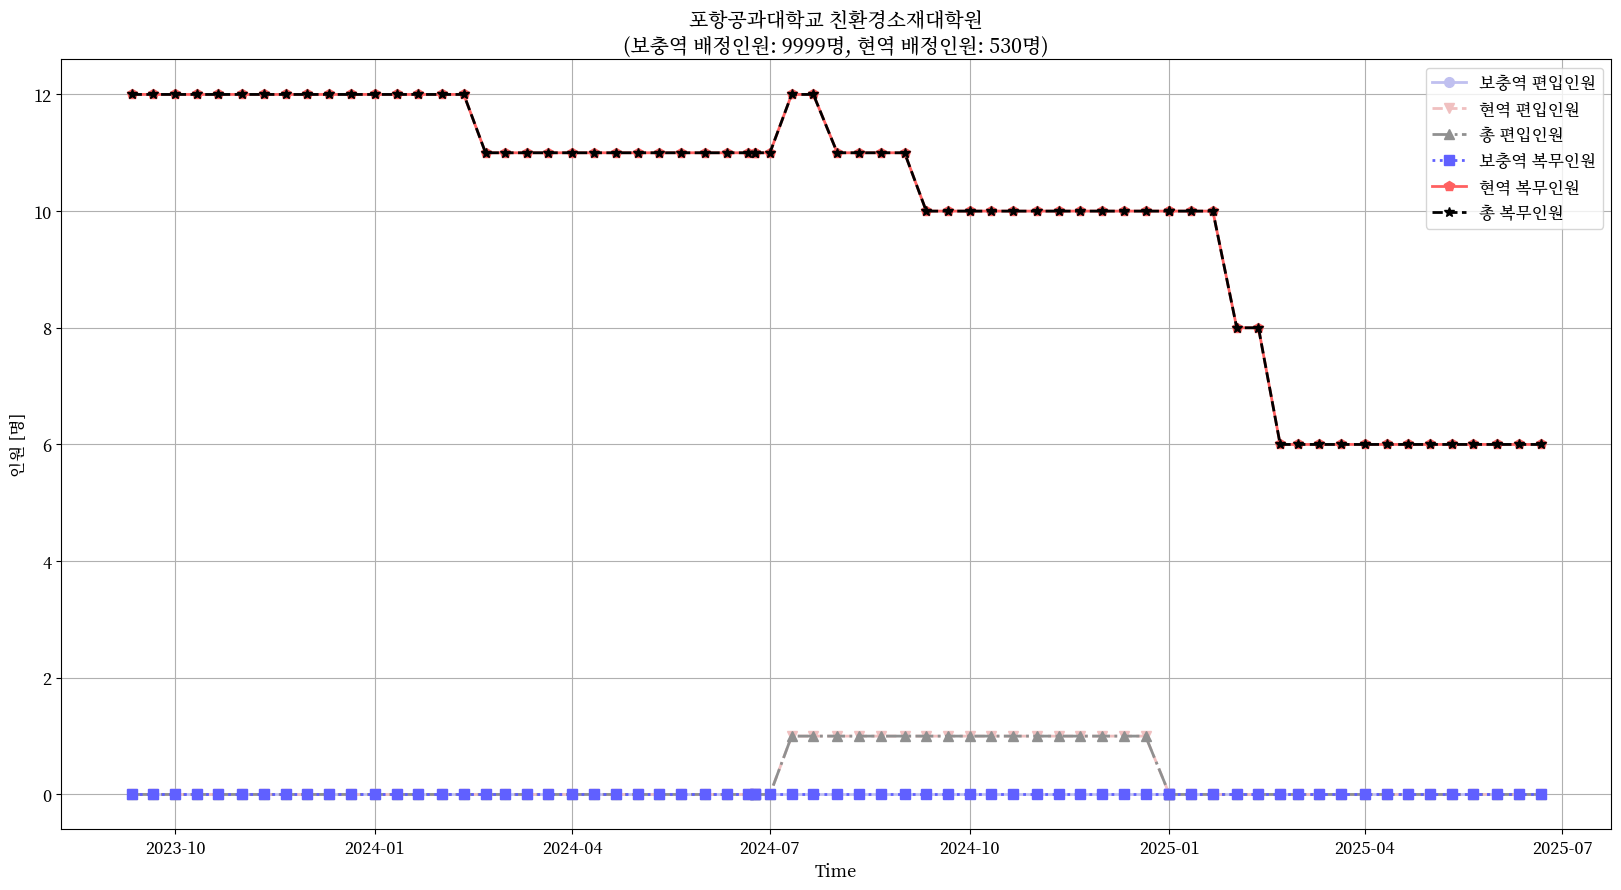 포항공과대학교 친환경소재대학원
(보충역 배정인원: 9999명, 현역 배정인원: 530명)
보충역 편입인원
현역 편입인원
총 편입인원
보충역 복무인원
현역 복무인원
총 복무인원
인원 [명]
12
10
8
6
4
2
0
2023-10
2024-01
2024-04
2024-07
2024-10
2025-01
2025-04
2025-07
Time